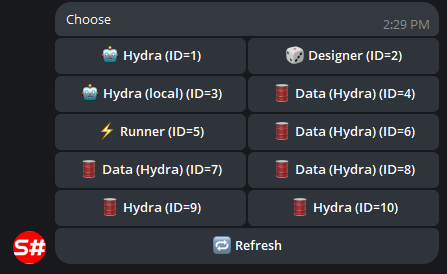 Choose
2:29 PM
Hydra (ID=1)
Designer (ID=2)
Hydra (local) (ID=3)
Data (Hydra) (ID=4)
Runner (ID=5)
Data (Hydra) (ID=6)
Data (Hydra) (ID=7)
Data (Hydra) (ID=8)
Hydra (ID=9)
Hydra (ID=10)
S#
Refresh